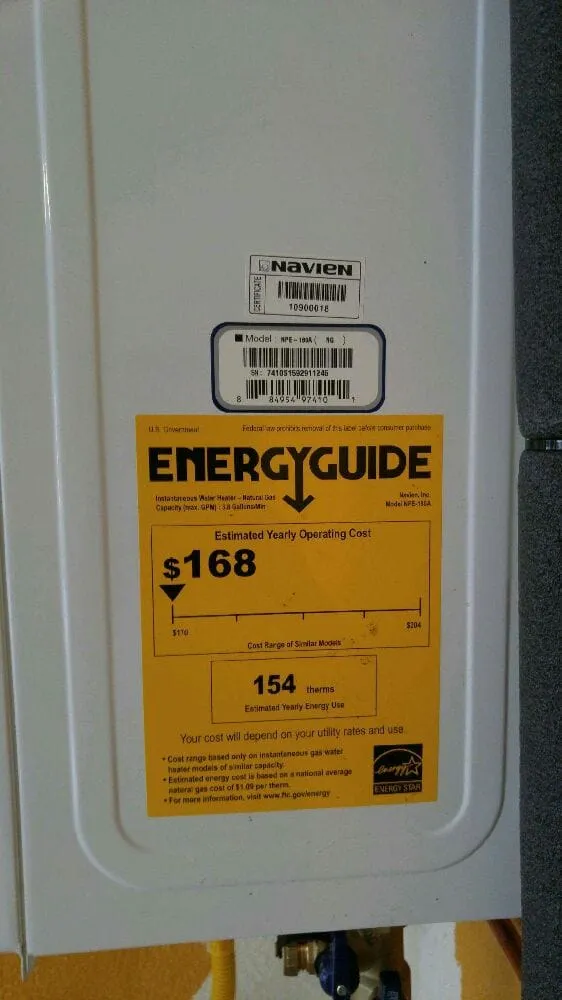 Navien
CERTIFICATE
10900018
Model : NPE-180A ( NG )
SN: 7410S1592911246
8 84954 97410 1
U.S. Government
Federal law prohibits removal of this label before consumer purchase
ENERGYGUIDE
Instantaneous Water Heater - Natural Gas
Capacity (max. GPM) : 3.8 Gallons/Min
Navien, Inc.
Model NPE-180A
Estimated Yearly Operating Cost
$168
$170
$204
Cost Range of Similar Models
154 therms
Estimated Yearly Energy Use
Your cost will depend on your utility rates and use.
• Cost range based only on instantaneous gas water
heater models of similar capacity.
• Estimated energy cost is based on a national average
natural gas cost of $1.09 per therm.
• For more information, visit www.ftc.gov/energy
energy
ENERGY STAR